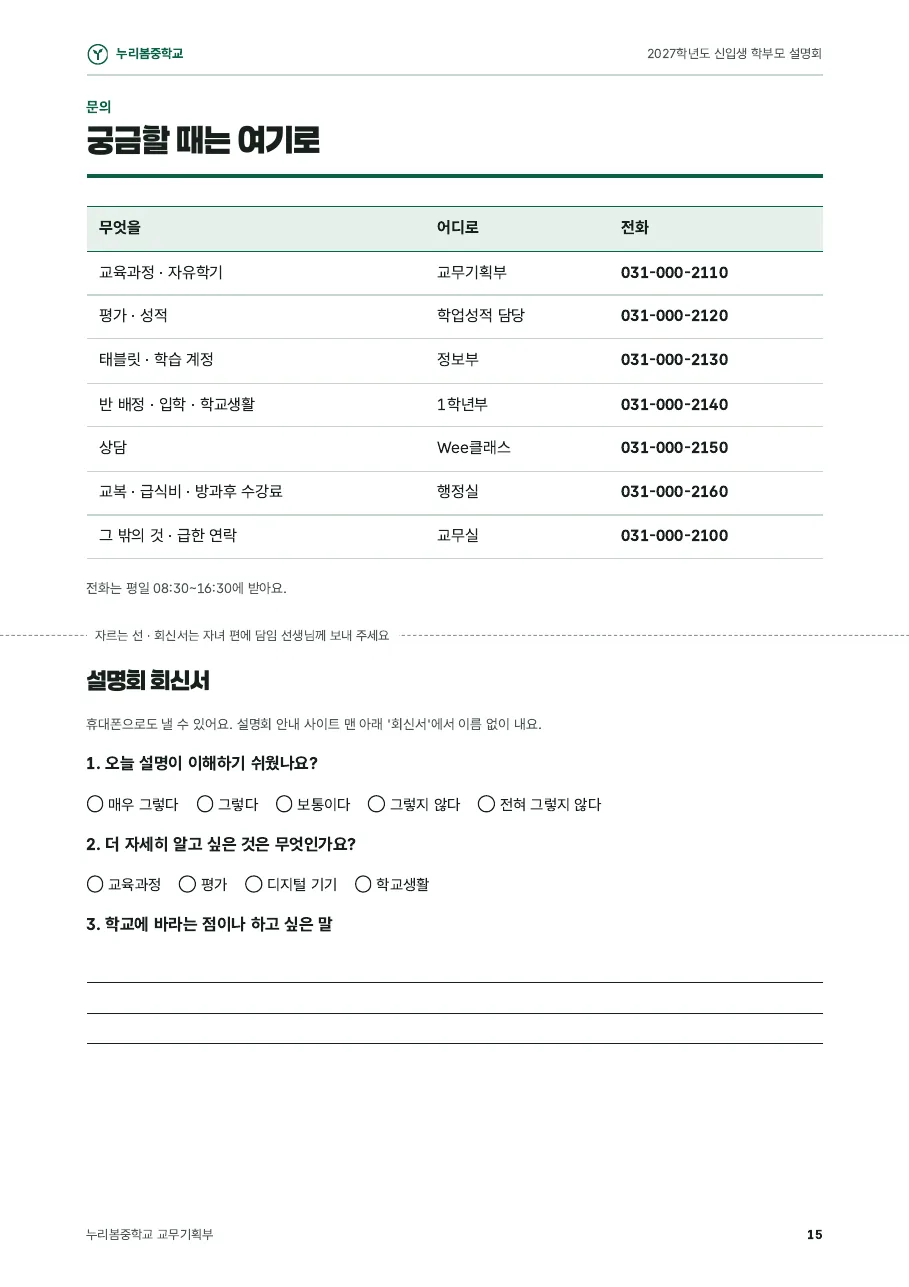 누리봄중학교
2027학년도 신입생 학부모 설명회
문의
궁금할 때는 여기로
무엇을 어디로 전화
교육과정 · 자유학기 교무기획부 031-000-2110
평가 · 성적 학업성적 담당 031-000-2120
태블릿 · 학습 계정 정보부 031-000-2130
반 배정 · 입학 · 학교생활 1학년부 031-000-2140
상담 Wee클래스 031-000-2150
교복 · 급식비 · 방과후 수강료 행정실 031-000-2160
그 밖의 것 · 급한 연락 교무실 031-000-2100
전화는 평일 08:30~16:30에 받아요.
자르는 선 · 회신서는 자녀 편에 담임 선생님께 보내 주세요
설명회 회신서
휴대폰으로도 낼 수 있어요. 설명회 안내 사이트 맨 아래 '회신서'에서 이름 없이 내요.
1. 오늘 설명이 이해하기 쉬웠나요?
매우 그렇다 그렇다 보통이다 그렇지 않다 전혀 그렇지 않다
2. 더 자세히 알고 싶은 것은 무엇인가요?
교육과정 평가 디지털 기기 학교생활
3. 학교에 바라는 점이나 하고 싶은 말
누리봄중학교 교무기획부
15